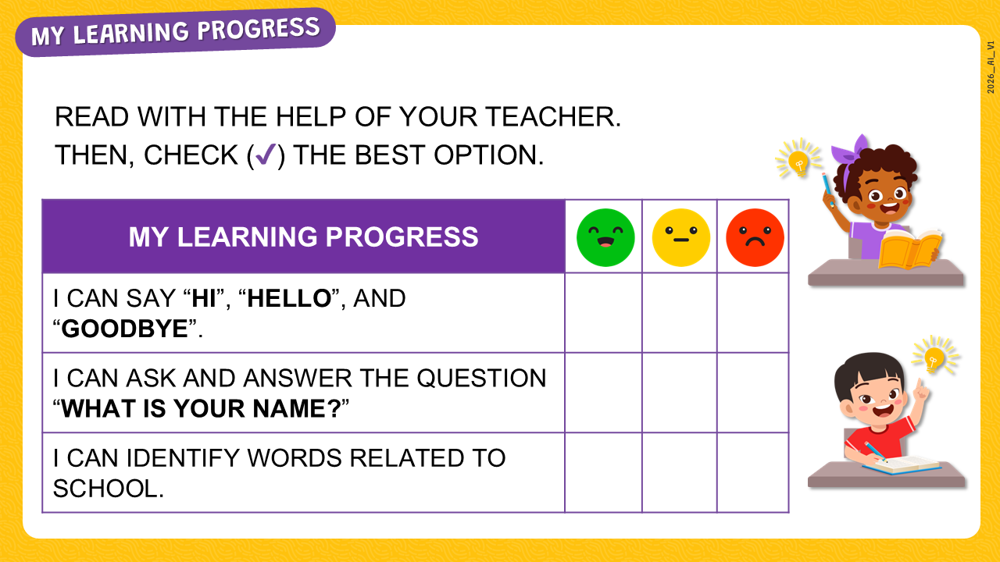 MY LEARNING PROGRESS
2026_AI_V1
READ WITH THE HELP OF YOUR TEACHER.
THEN, CHECK (✓) THE BEST OPTION.
MY LEARNING PROGRESS
I CAN SAY “HI”, “HELLO”, AND
“GOODBYE”.
I CAN ASK AND ANSWER THE QUESTION
“WHAT IS YOUR NAME?”
I CAN IDENTIFY WORDS RELATED TO
SCHOOL.